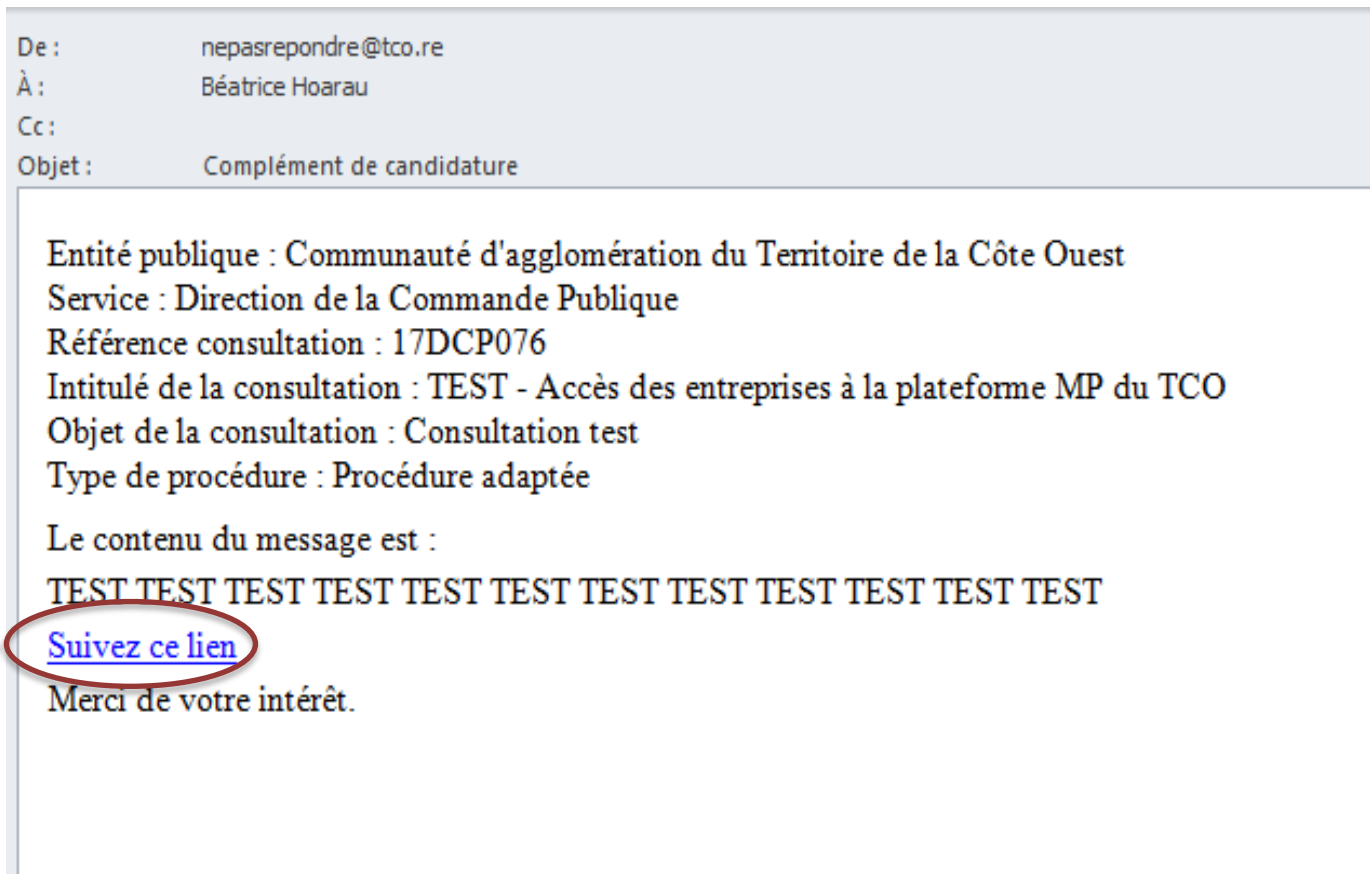 De : nepasrepondre@tco.re
À : Béatrice Hoarau
Cc :
Objet : Complément de candidature
Entité publique : Communauté d'agglomération du Territoire de la Côte Ouest
Service : Direction de la Commande Publique
Référence consultation : 17DCP076
Intitulé de la consultation : TEST - Accès des entreprises à la plateforme MP du TCO
Objet de la consultation : Consultation test
Type de procédure : Procédure adaptée
Le contenu du message est :
TEST TEST TEST TEST TEST TEST TEST TEST TEST TEST TEST TEST
Suivez ce lien
Merci de votre intérêt.